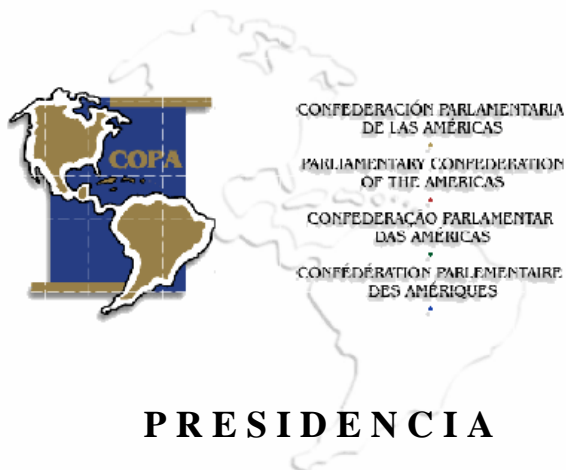 COPA
CONFEDERACIÓN PARLAMENTARIA
DE LAS AMÉRICAS
PARLIAMENTARY CONFEDERATION
OF THE AMERICAS
CONFEDERAÇÃO PARLAMENTAR
DAS AMÉRICAS
CONFÉDÉRATION PARLEMENTAIRE
DES AMÉRIQUES
PRESIDENCIA